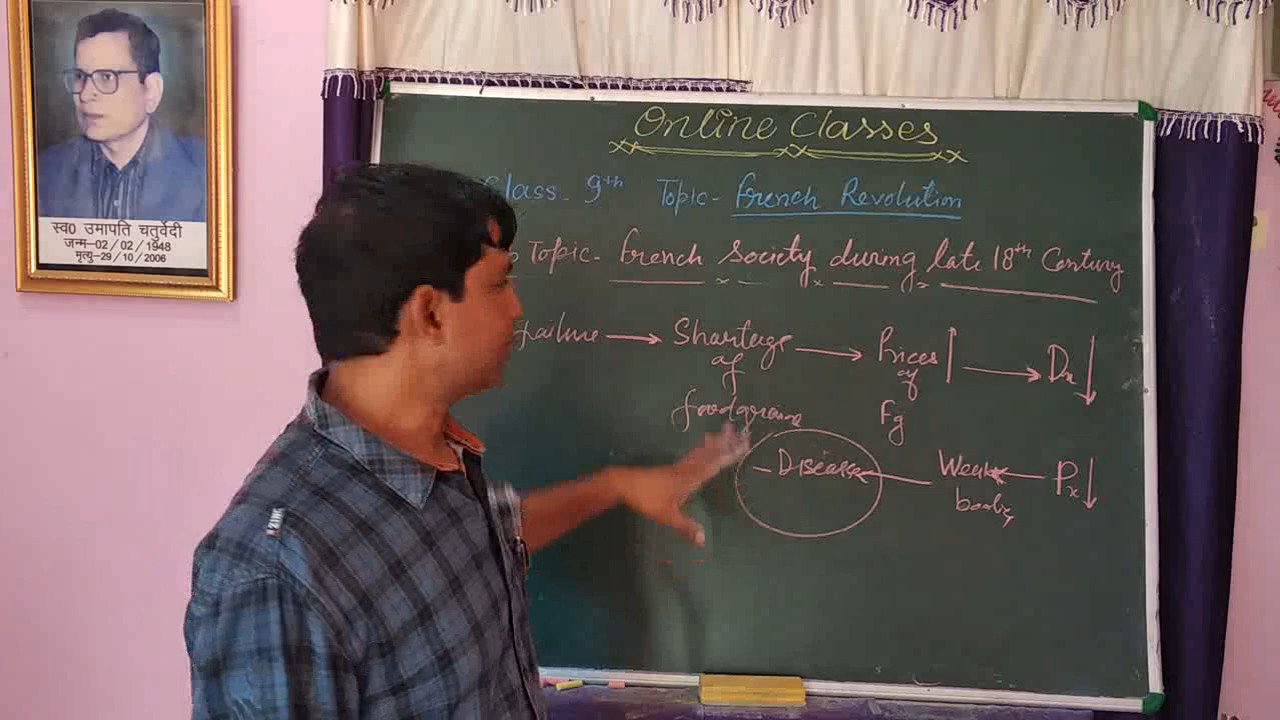 स्व0 उमापति चतुर्वेदी
जन्म-02/02/1948
मृत्यु-29/10/2006
Online Classes
Class - 9th Topic - French Revolution
Topic - French Society during late 18th Century
failure → Shortage of foodgrains → Prices of Fg ↑ → Dx ↓
Disease Weak body ← Px ↓